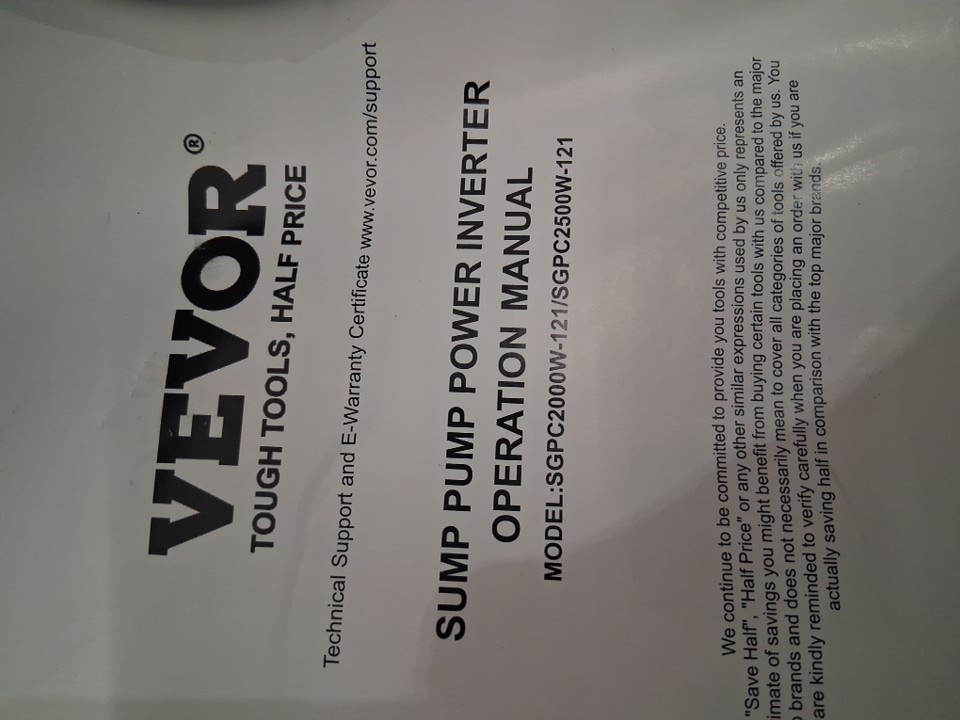 VEVOR®
TOUGH TOOLS, HALF PRICE
Technical Support and E-Warranty Certificate www.vevor.com/support
SUMP PUMP POWER INVERTER
OPERATION MANUAL
MODEL:SGPC2000W-121/SGPC2500W-121
We continue to be committed to provide you tools with competitive price.
"Save Half", "Half Price" or any other similar expressions used by us only represents an
imate of savings you might benefit from buying certain tools with us compared to the major
brands and does not necessarily mean to cover all categories of tools offered by us. You
are kindly reminded to verify carefully when you are placing an order with us if you are
actually saving half in comparison with the top major brands.